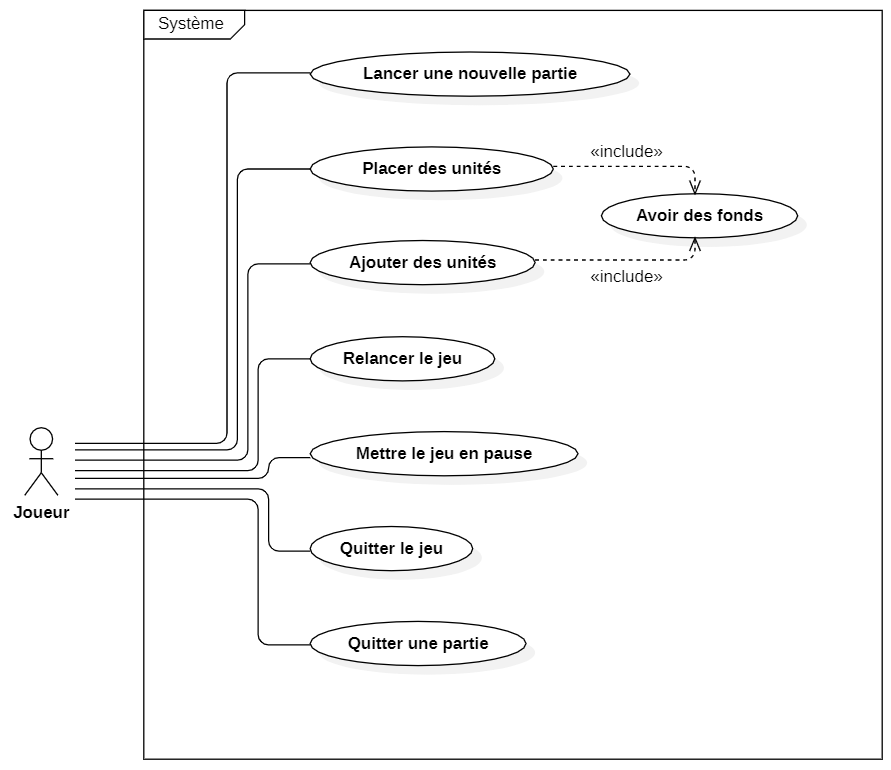 Système
Lancer une nouvelle partie
Placer des unités
«include»
Avoir des fonds
Ajouter des unités
«include»
Relancer le jeu
Mettre le jeu en pause
Joueur
Quitter le jeu
Quitter une partie